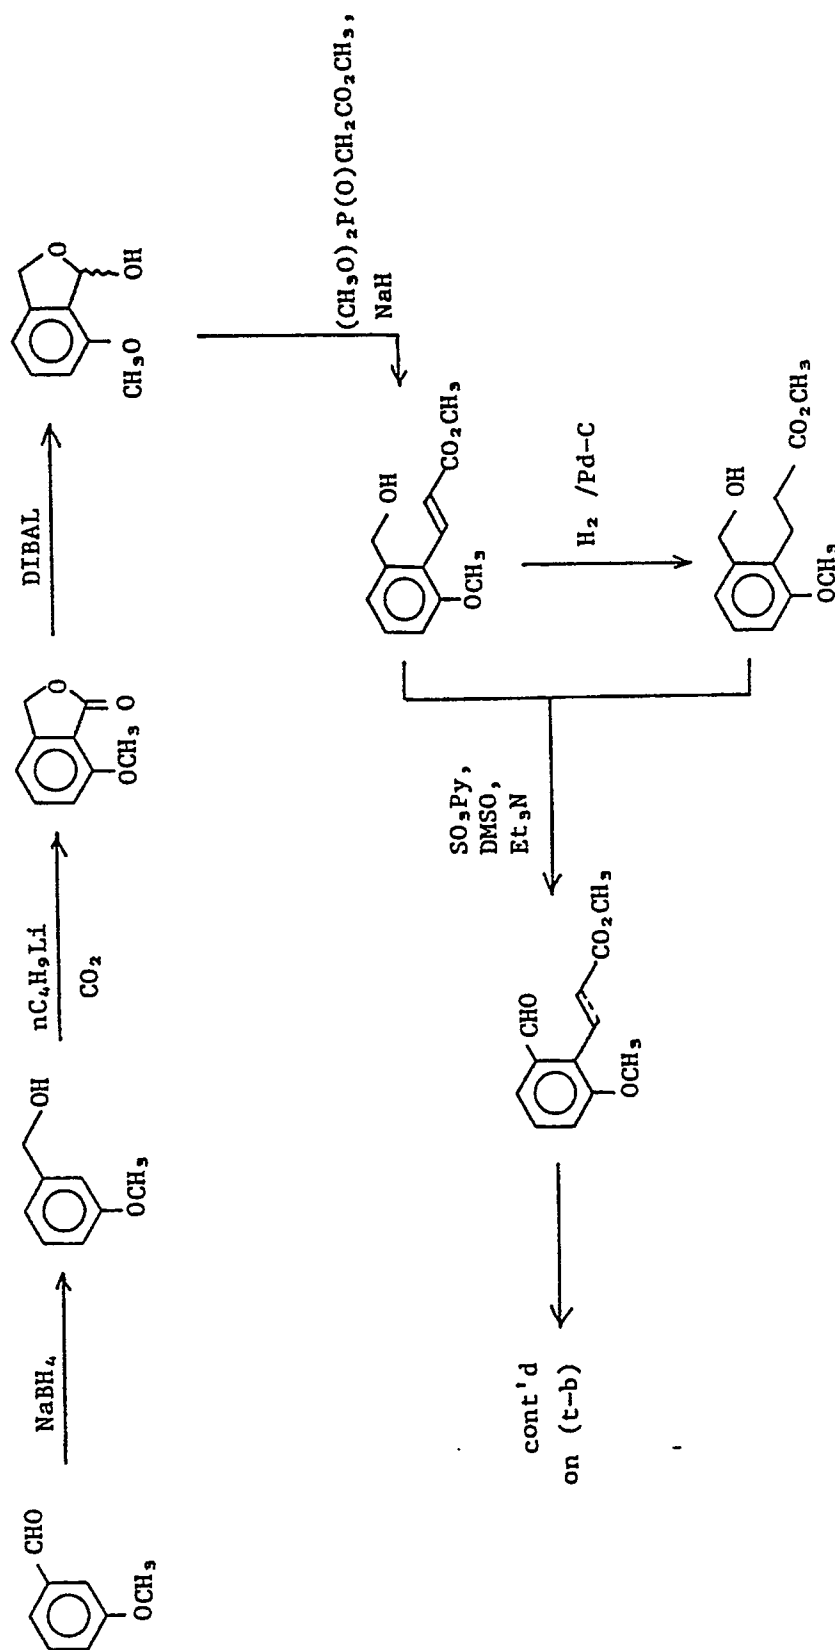 CHO
OCH₃
NaBH₄
OH
OCH₃
nC₄H₉Li
CO₂
O
O
OCH₃
DIBAL
O
OH
CH₃O
(CH₃O)₂P(O)CH₂CO₂CH₃,
NaH
OH
CO₂CH₃
OCH₃
H₂ /Pd-C
OH
CO₂CH₃
OCH₃
SO₃Py,
DMSO,
Et₃N
CHO
CO₂CH₃
OCH₃
cont'd
on (t-b)